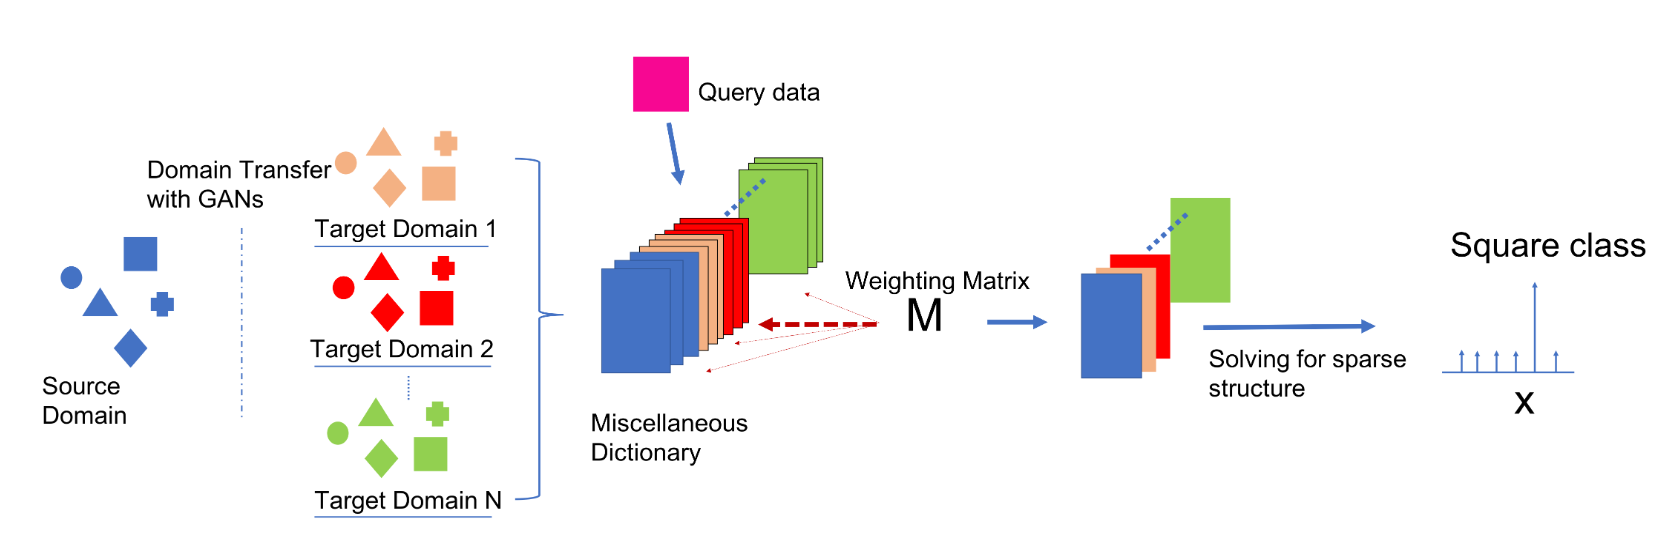 Query data
Domain Transfer
with GANs
Target Domain 1
Target Domain 2
Target Domain N
Source
Domain
Miscellaneous
Dictionary
Weighting Matrix
M
Solving for sparse
structure
Square class
x